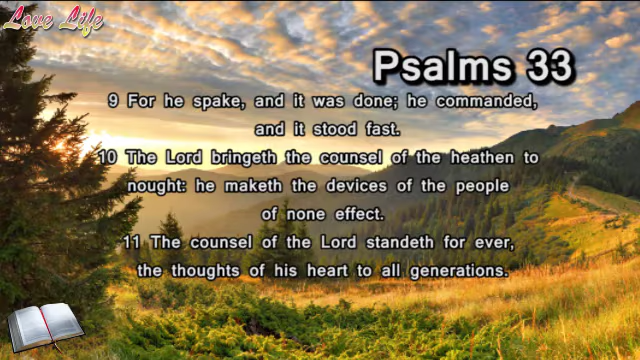 Love Life
Psalms 33
9 For he spake, and it was done; he commanded,
and it stood fast.
10 The Lord bringeth the counsel of the heathen to
nought: he maketh the devices of the people
of none effect.
11 The counsel of the Lord standeth for ever,
the thoughts of his heart to all generations.